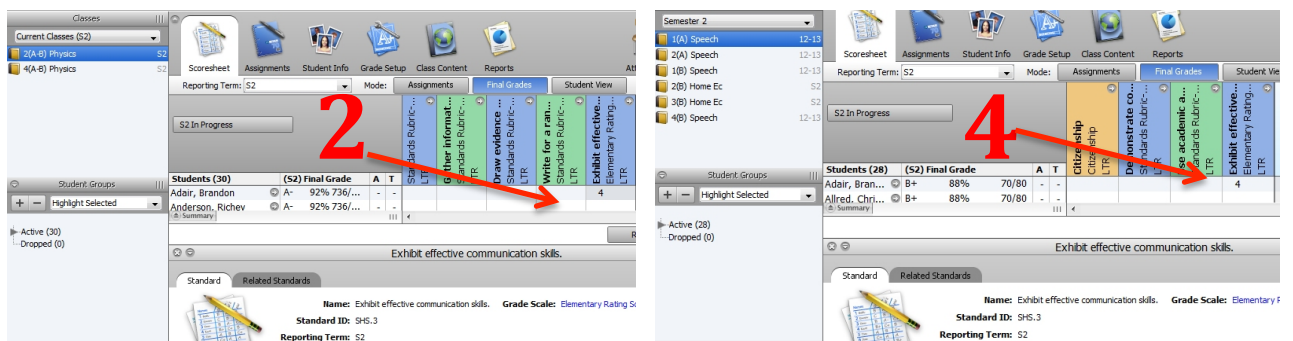 Classes
Current Classes (S2)
2(A-B) Physics S2
4(A-B) Physics S2
Scoresheet Assignments Student Info Grade Setup Class Content Reports
Reporting Term: S2 Mode: Assignments Final Grades Student View
S2 In Progress
2
Standards Rubric-...
LTR
Gather informat...
Standards Rubric-...
LTR
Draw evidence ...
Standards Rubric-...
LTR
Write for a ran...
Standards Rubric-...
LTR
Exhibit effective...
Elementary Rating...
LTR
Students (30) (S2) Final Grade A T
Adair, Brandon A- 92% 736/... - -
4
Anderson, Richey A- 92% 736/... - -
Summary
Student Groups
+ − Highlight Selected
Active (30)
Dropped (0)
R
Exhibit effective communication skills.
Standard Related Standards
Name: Exhibit effective communication skills. Grade Scale: Elementary Rating Sc
Standard ID: SHS.3
Reporting Term: S2
Semester 2
1(A) Speech 12-13
2(A) Speech 12-13
1(B) Speech 12-13
2(B) Home Ec S2
3(B) Home Ec S2
4(B) Speech 12-13
Scoresheet Assignments Student Info Grade Setup Class Content Reports
Reporting Term: S2 Mode: Assignments Final Grades Student Vie
S2 In Progress
4
Citizenship
Citizenship
LTR
Demonstrate co...
Standards Rubric-...
LTR
Use academic a...
Standards Rubric-...
LTR
Exhibit effective...
Elementary Rating...
LTR
Students (28) (S2) Final Grade A T
Adair, Bran... B+ 88% 70/80 - -
4
Allred, Chri... B+ 88% 70/80 - -
Summary
Student Groups
+ − Highlight Selected
Active (28)
Dropped (0)
Exhibit effective communication skills.
Standard Related Standards
Name: Exhibit effective communication skills. Grade Scale: Elementary R
Standard ID: SHS.3
Reporting Term: S2